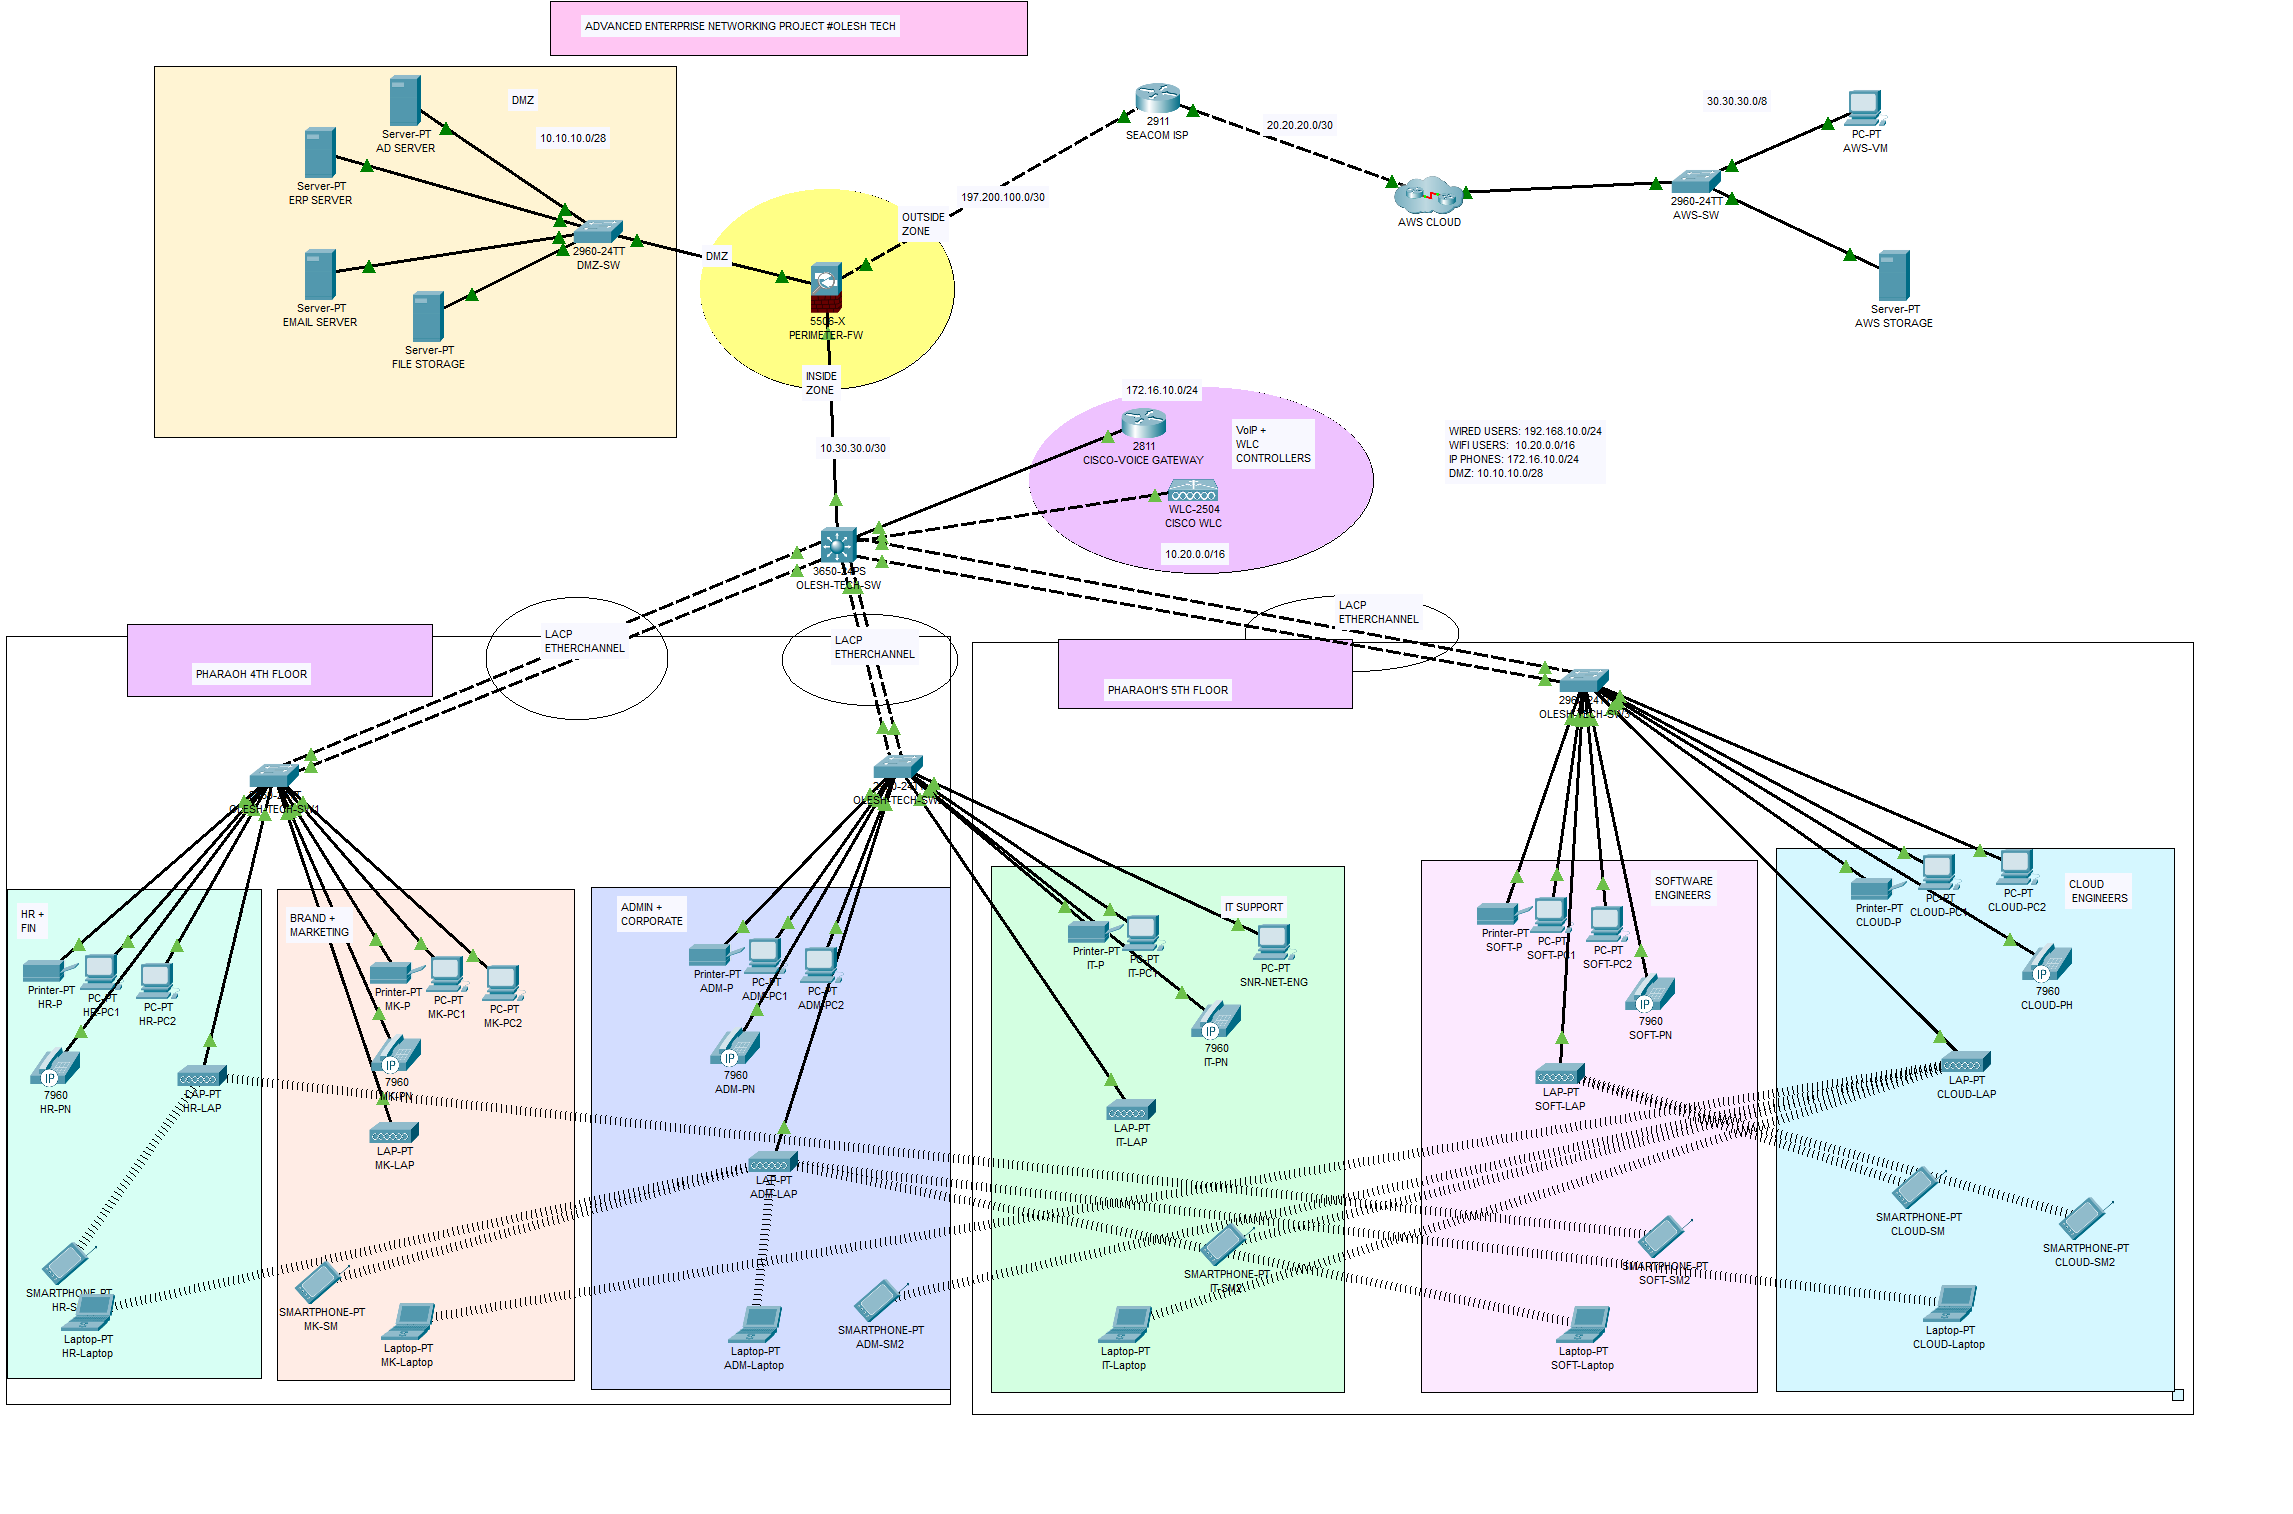 ADVANCED ENTERPRISE NETWORKING PROJECT #OLESH TECH
DMZ
10.10.10.0/28
Server-PT
AD SERVER
Server-PT
ERP SERVER
Server-PT
EMAIL SERVER
Server-PT
FILE STORAGE
2960-24TT
DMZ-SW
DMZ
OUTSIDE
ZONE
5506-X
PERIMETER-FW
INSIDE
ZONE
197.200.100.0/30
2911
SEACOM ISP
20.20.20.0/30
AWS CLOUD
30.30.30.0/8
2960-24TT
AWS-SW
PC-PT
AWS-VM
Server-PT
AWS STORAGE
10.30.30.0/30
172.16.10.0/24
2811
CISCO-VOICE GATEWAY
VoIP +
WLC
CONTROLLERS
WLC-2504
CISCO WLC
10.20.0.0/16
WIRED USERS: 192.168.10.0/24
WIFI USERS: 10.20.0.0/16
IP PHONES: 172.16.10.0/24
DMZ: 10.10.10.0/28
3650-24PS
OLESH-TECH-SW
LACP
ETHERCHANNEL
LACP
ETHERCHANNEL
LACP
ETHERCHANNEL
PHARAOH 4TH FLOOR
PHARAOH'S 5TH FLOOR
OLESH-TECH-SW1
OLESH-TECH-SW
OLESH-TECH-SW3
HR +
FIN
Printer-PT
HR-P
PC-PT
HR-PC1
PC-PT
HR-PC2
7960
HR-PN
LAP-PT
HR-LAP
SMARTPHONE-PT
Laptop-PT
HR-Laptop
BRAND +
MARKETING
Printer-PT
MK-P
PC-PT
MK-PC1
PC-PT
MK-PC2
7960
MK-PN
LAP-PT
MK-LAP
SMARTPHONE-PT
MK-SM
Laptop-PT
MK-Laptop
ADMIN +
CORPORATE
Printer-PT
ADM-P
PC-PT
ADM-PC1
PC-PT
ADM-PC2
7960
ADM-PN
LAP-PT
ADM-LAP
Laptop-PT
ADM-Laptop
SMARTPHONE-PT
ADM-SM2
IT SUPPORT
Printer-PT
IT-P
PC-PT
IT-PC1
PC-PT
SNR-NET-ENG
7960
IT-PN
LAP-PT
IT-LAP
SMARTPHONE-PT
IT-SM2
Laptop-PT
IT-Laptop
SOFTWARE
ENGINEERS
Printer-PT
SOFT-P
PC-PT
SOFT-PC1
PC-PT
SOFT-PC2
7960
SOFT-PN
LAP-PT
SOFT-LAP
SMARTPHONE-PT
SOFT-SM2
Laptop-PT
SOFT-Laptop
CLOUD
ENGINEERS
Printer-PT
CLOUD-P
PC-PT
CLOUD-PC1
PC-PT
CLOUD-PC2
7960
CLOUD-PH
LAP-PT
CLOUD-LAP
SMARTPHONE-PT
CLOUD-SM
SMARTPHONE-PT
CLOUD-SM2
Laptop-PT
CLOUD-Laptop